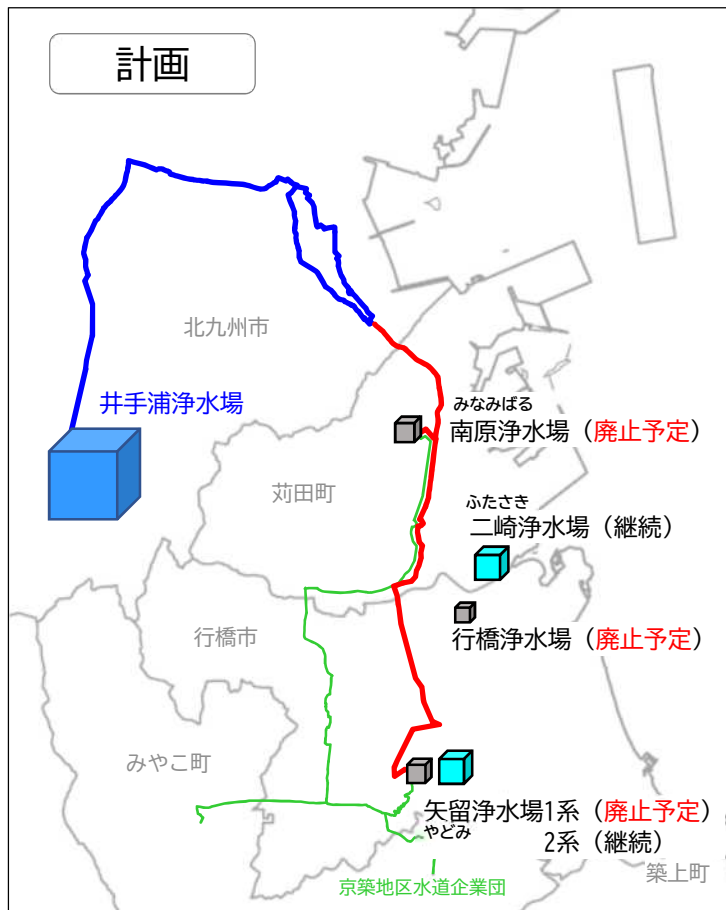 計画
北九州市
井手浦浄水場
みなみばる
南原浄水場（廃止予定）
苅田町
ふたさき
二崎浄水場（継続）
行橋市
行橋浄水場（廃止予定）
みやこ町
矢留浄水場1系（廃止予定）
やどみ
2系（継続）
築上町
京築地区水道企業団